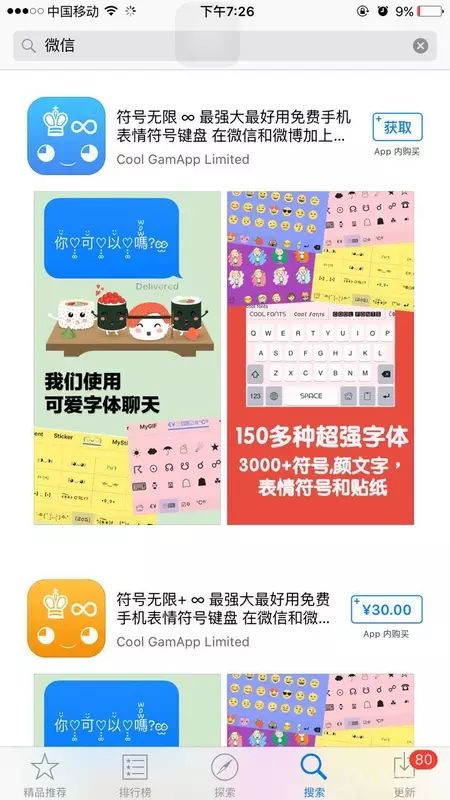 中国移动 下午7:26 9%
微信
符号无限 ∞ 最强大最好用免费手机
表情符号键盘 在微信和微博加上...
Cool GamApp Limited
获取
App 内购买
你♡可♡以♡嗎?∞
Delivered
我们使用
可爱字体聊天
Sticker
MyGIF
COOL FONTS Cool Fonts COOL FONTS
Q W E R T Y U I O P
A S D F G H J K L
Z X C V B N M
123 SPACE
150多种超强字体
3000+符号,颜文字，
表情符号和贴纸
符号无限+ ∞ 最强大最好用免费
手机表情符号键盘 在微信和微...
Cool GamApp Limited
¥30.00
App 内购买
你♡可♡以♡嗎?∞
精品推荐 排行榜 探索 搜索 更新
80